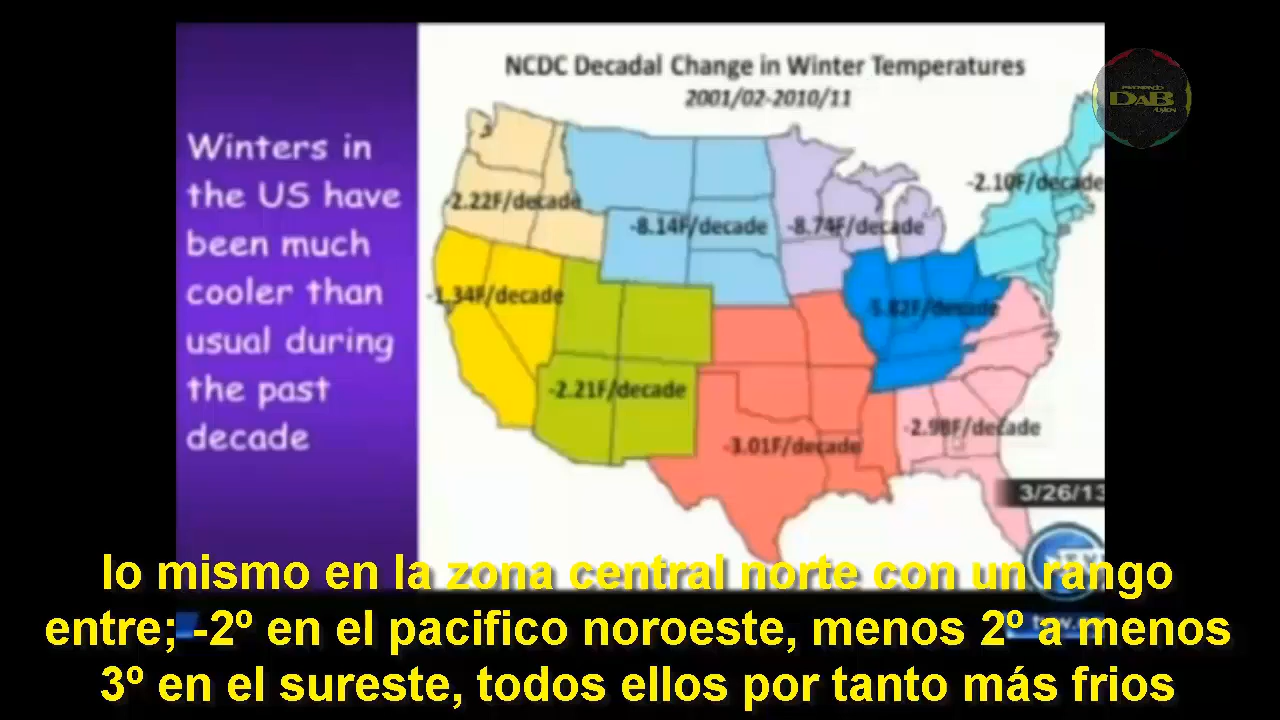 NCDC Decadal Change in Winter Temperatures
2001/02-2010/11
Winters in
the US have
been much
cooler than
usual during
the past
decade
-2.22F/decade
-8.14F/decade
-8.74F/decade
-2.10F/decade
-1.34F/decade
-5.82F/decade
-2.21F/decade
-3.01F/decade
-2.98F/decade
DAB
3/26/13
lo mismo en la zona central norte con un rango
entre; -2º en el pacifico noroeste, menos 2º a menos
3º en el sureste, todos ellos por tanto más frios